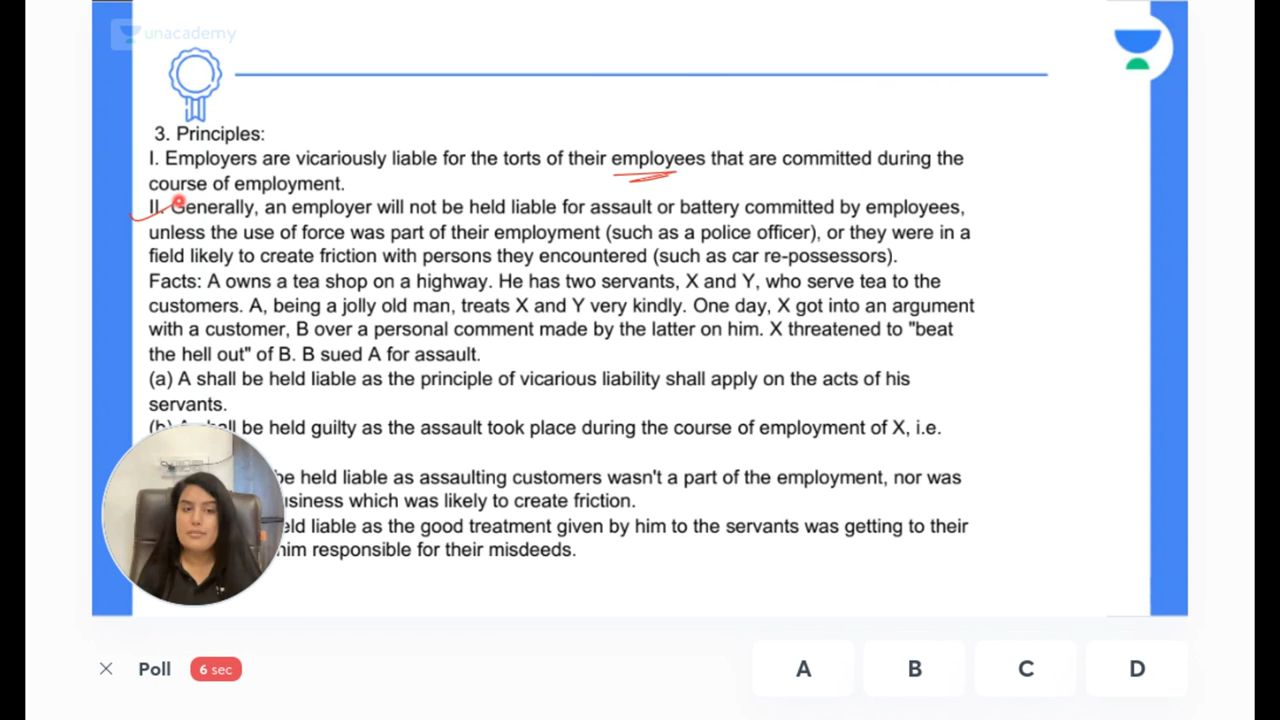 unacademy
3. Principles:
I. Employers are vicariously liable for the torts of their employees that are committed during the
course of employment.
II. Generally, an employer will not be held liable for assault or battery committed by employees,
unless the use of force was part of their employment (such as a police officer), or they were in a
field likely to create friction with persons they encountered (such as car re-possessors).
Facts: A owns a tea shop on a highway. He has two servants, X and Y, who serve tea to the
customers. A, being a jolly old man, treats X and Y very kindly. One day, X got into an argument
with a customer, B over a personal comment made by the latter on him. X threatened to "beat
the hell out" of B. B sued A for assault.
(a) A shall be held liable as the principle of vicarious liability shall apply on the acts of his
servants.
(b) A shall be held guilty as the assault took place during the course of employment of X, i.e.
be held liable as assaulting customers wasn't a part of the employment, nor was
business which was likely to create friction.
held liable as the good treatment given by him to the servants was getting to their
him responsible for their misdeeds.
Poll 6 sec A B C D